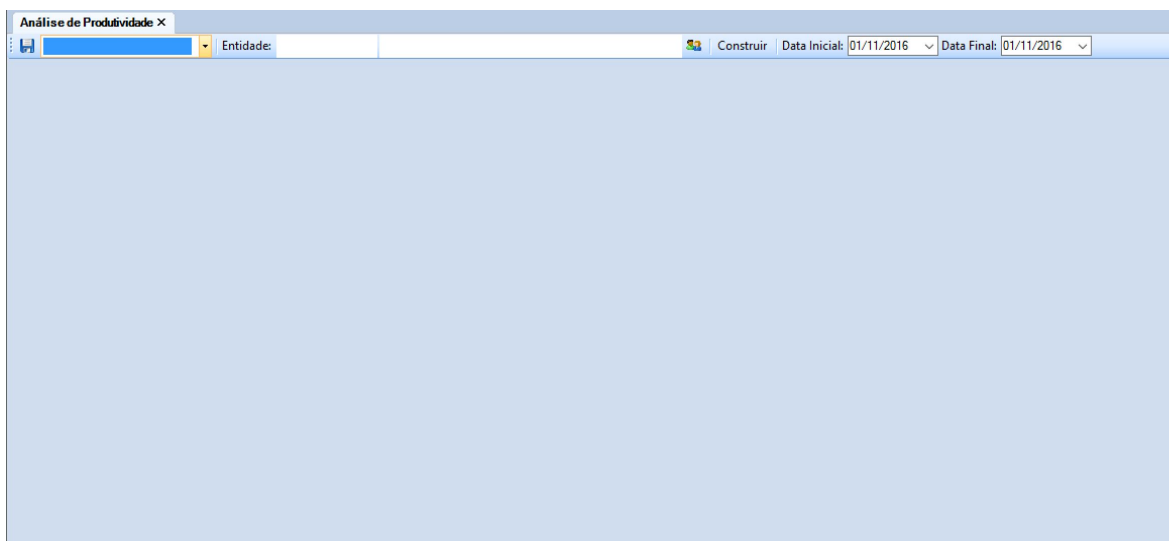 Análise de Produtividade X
Entidade: Construir Data Inicial: 01/11/2016 Data Final: 01/11/2016